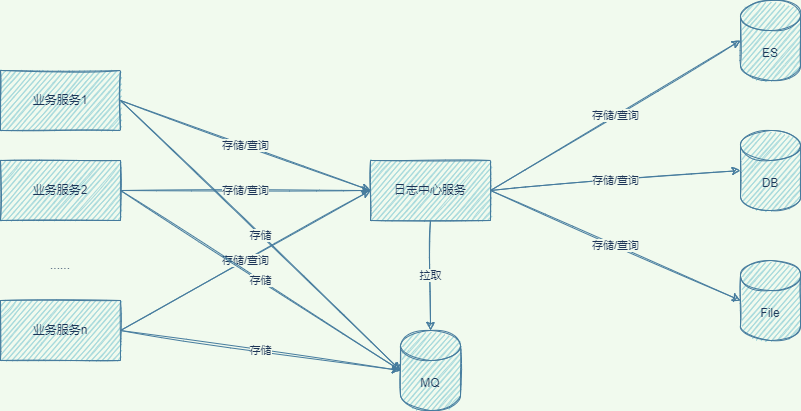 ES
业务服务1
存储/查询
存储/查询
业务服务2
存储/查询
日志中心服务
存储/查询
DB
存储
……
存储/查询
存储
拉取
存储/查询
File
业务服务n
存储
MQ